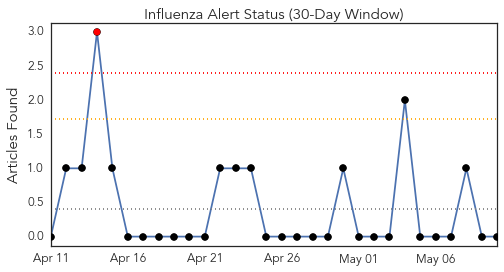 Influenza Alert Status (30-Day Window)
Articles Found
3.0
2.5
2.0
1.5
1.0
0.5
0.0
Apr 11 Apr 16 Apr 21 Apr 26 May 01 May 06